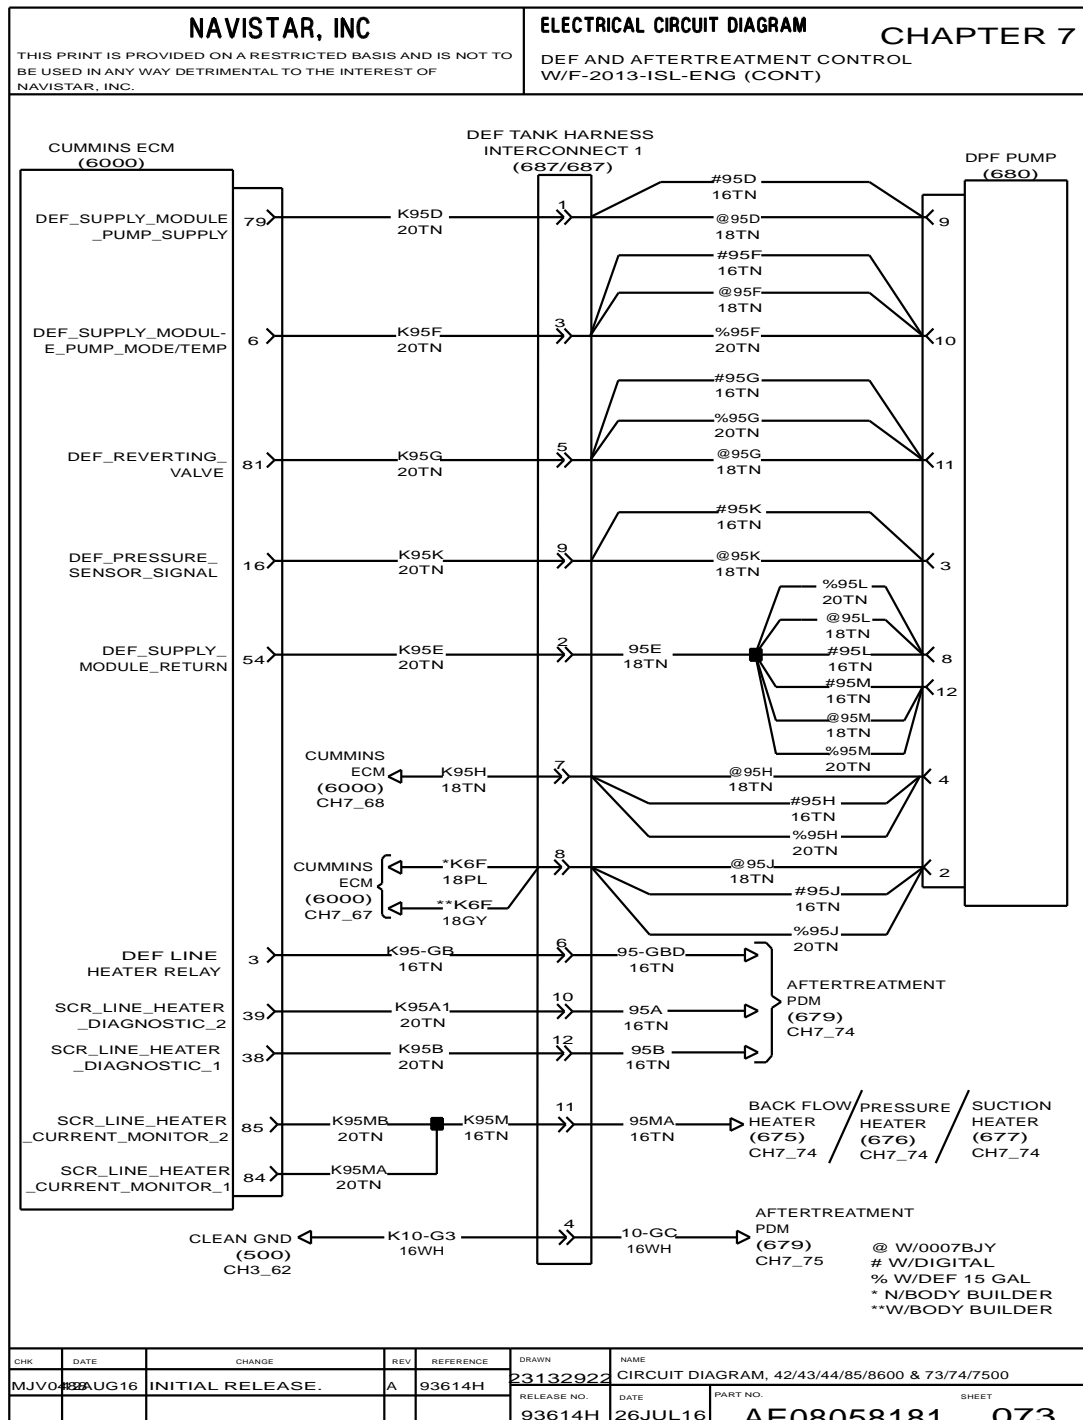 NAVISTAR, INC
THIS PRINT IS PROVIDED ON A RESTRICTED BASIS AND IS NOT TO
BE USED IN ANY WAY DETRIMENTAL TO THE INTEREST OF
NAVISTAR, INC.
ELECTRICAL CIRCUIT DIAGRAM
CHAPTER 7
DEF AND AFTERTREATMENT CONTROL
W/F-2013-ISL-ENG (CONT)
CUMMINS ECM
(6000)
DEF TANK HARNESS
INTERCONNECT 1
(687/687)
DPF PUMP
(680)
DEF_SUPPLY_MODULE
_PUMP_SUPPLY
79
K95D
20TN
1
#95D
16TN
@95D
18TN
9
DEF_SUPPLY_MODUL-
E_PUMP_MODE/TEMP
6
K95F
20TN
3
#95F
16TN
@95F
18TN
%95F
20TN
10
DEF_REVERTING_
VALVE
81
K95G
20TN
5
#95G
16TN
%95G
20TN
@95G
18TN
11
DEF_PRESSURE_
SENSOR_SIGNAL
16
K95K
20TN
9
#95K
16TN
@95K
18TN
3
DEF_SUPPLY_
MODULE_RETURN
54
K95E
20TN
2
95E
18TN
%95L
20TN
@95L
18TN
#95L
16TN
8
#95M
16TN
12
@95M
18TN
%95M
20TN
CUMMINS
ECM
(6000)
CH7_68
K95H
18TN
7
@95H
18TN
#95H
16TN
%95H
20TN
4
CUMMINS
ECM
(6000)
CH7_67
*K6F
18PL
**K6F
18GY
8
@95J
18TN
#95J
16TN
%95J
20TN
2
DEF LINE
HEATER RELAY
3
K95-GB
16TN
6
95-GBD
16TN
SCR_LINE_HEATER
_DIAGNOSTIC_2
39
K95A1
20TN
10
95A
16TN
SCR_LINE_HEATER
_DIAGNOSTIC_1
38
K95B
20TN
12
95B
16TN
AFTERTREATMENT
PDM
(679)
CH7_74
SCR_LINE_HEATER
_CURRENT_MONITOR_2
85
K95MB
20TN
K95M
16TN
11
95MA
16TN
BACK FLOW
HEATER
(675)
CH7_74
PRESSURE
HEATER
(676)
CH7_74
SUCTION
HEATER
(677)
CH7_74
SCR_LINE_HEATER
_CURRENT_MONITOR_1
84
K95MA
20TN
CLEAN GND
(500)
CH3_62
K10-G3
16WH
4
10-GC
16WH
AFTERTREATMENT
PDM
(679)
CH7_75
@ W/0007BJY
# W/DIGITAL
% W/DEF 15 GAL
* N/BODY BUILDER
**W/BODY BUILDER
CHK DATE CHANGE REV REFERENCE
INITIAL RELEASE. A 93614H
DRAWN
23132922
NAME
CIRCUIT DIAGRAM, 42/43/44/85/8600 & 73/74/7500
RELEASE NO.
93614H
DATE
26JUL16
PART NO.
AE08058181
SHEET
073